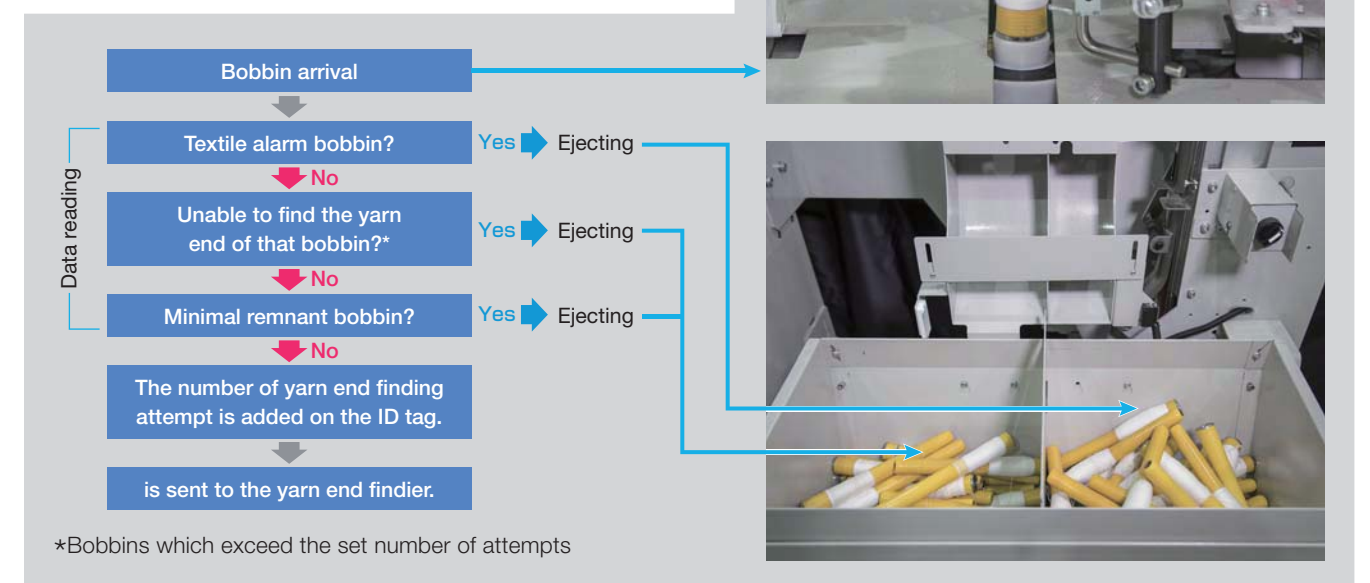 Bobbin arrival
Data reading
Textile alarm bobbin?
Yes
Ejecting
No
Unable to find the yarn
end of that bobbin?*
Yes
Ejecting
No
Minimal remnant bobbin?
Yes
Ejecting
No
The number of yarn end finding
attempt is added on the ID tag.
is sent to the yarn end findier.
*Bobbins which exceed the set number of attempts